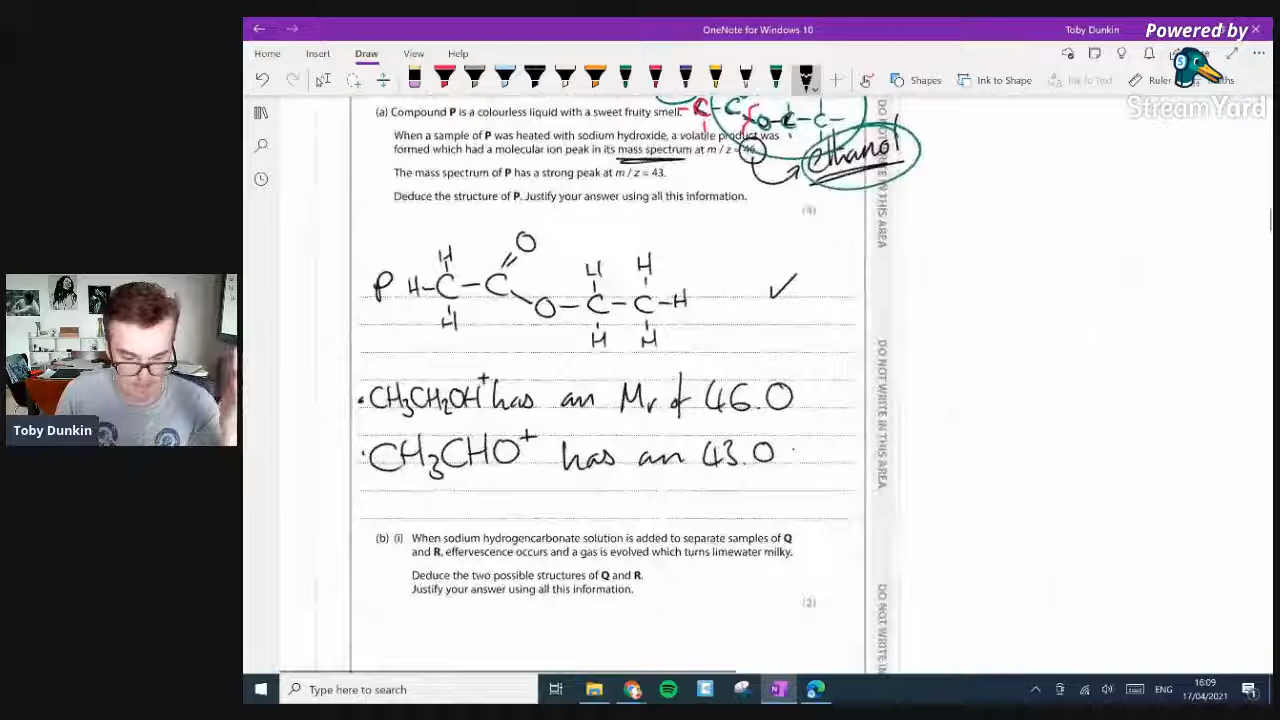 OneNote for Windows 10
Toby Dunkin
Powered by
StreamYard
Home Insert Draw View Help
Shapes Ink to Shape Ink to Text Ruler Maths
(a) Compound P is a colourless liquid with a sweet fruity smell.
When a sample of P was heated with sodium hydroxide, a volatile product was
formed which had a molecular ion peak in its mass spectrum at m / z = 46.
ethanol
The mass spectrum of P has a strong peak at m / z = 43.
Deduce the structure of P. Justify your answer using all this information.
(4)
P
H
O
H
H
H–C–C
O–C–C–H
H
H
H
✓
• CH3CH2OH+ has an Mr of 46.0
• CH3CHO+ has an 43.0
(b) (i) When sodium hydrogencarbonate solution is added to separate samples of Q
and R, effervescence occurs and a gas is evolved which turns limewater milky.
Deduce the two possible structures of Q and R.
Justify your answer using all this information.
(2)
DO NOT WRITE IN THIS AREA
DO NOT WRITE IN
Toby Dunkin
Type here to search
ENG
16:09
17/04/2021